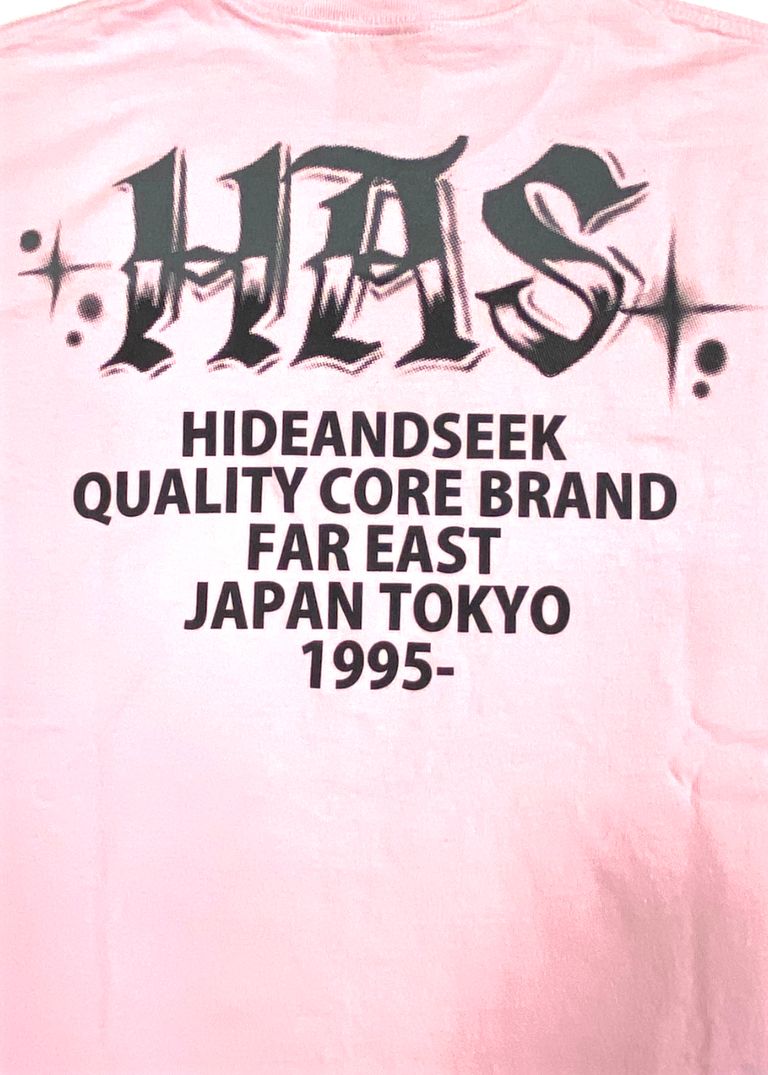 HAS
HIDEANDSEEK
QUALITY CORE BRAND
FAR EAST
JAPAN TOKYO
1995-